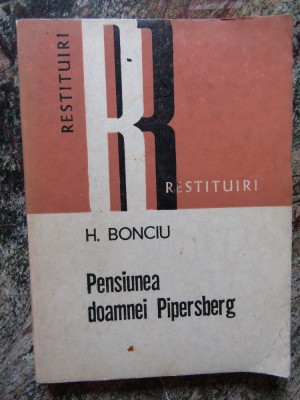 RESTITUIRI
RESTITUIRI
H. BONCIU
Pensiunea
doamnei Pipersberg